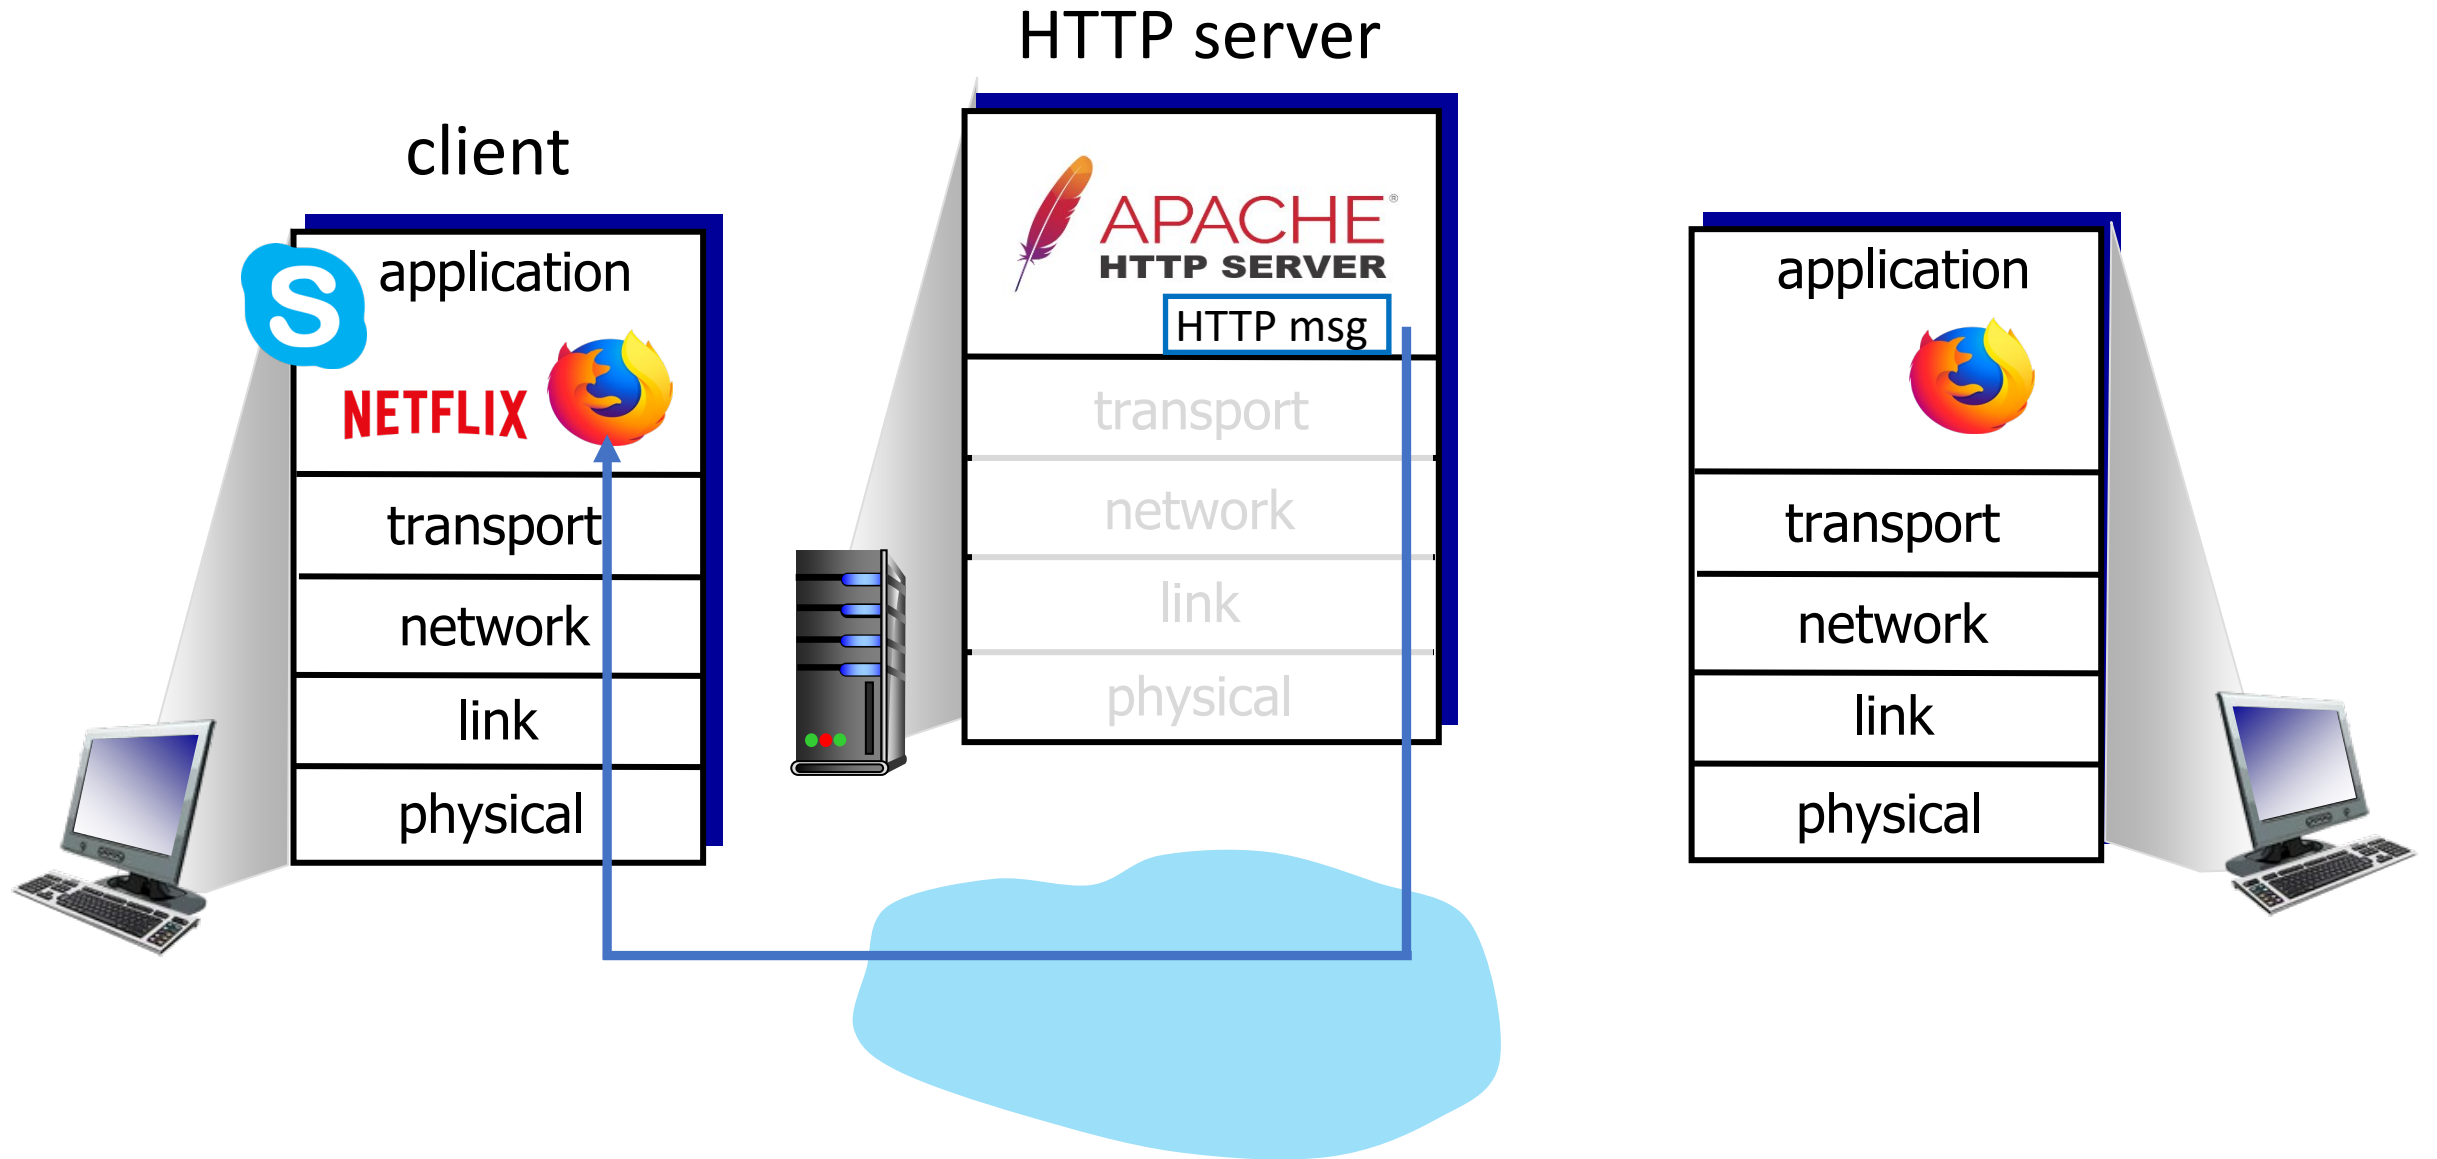 HTTP server
client
application
S
NETFLIX
transport
network
link
physical
APACHE®
HTTP SERVER
HTTP msg
transport
network
link
physical
application
transport
network
link
physical